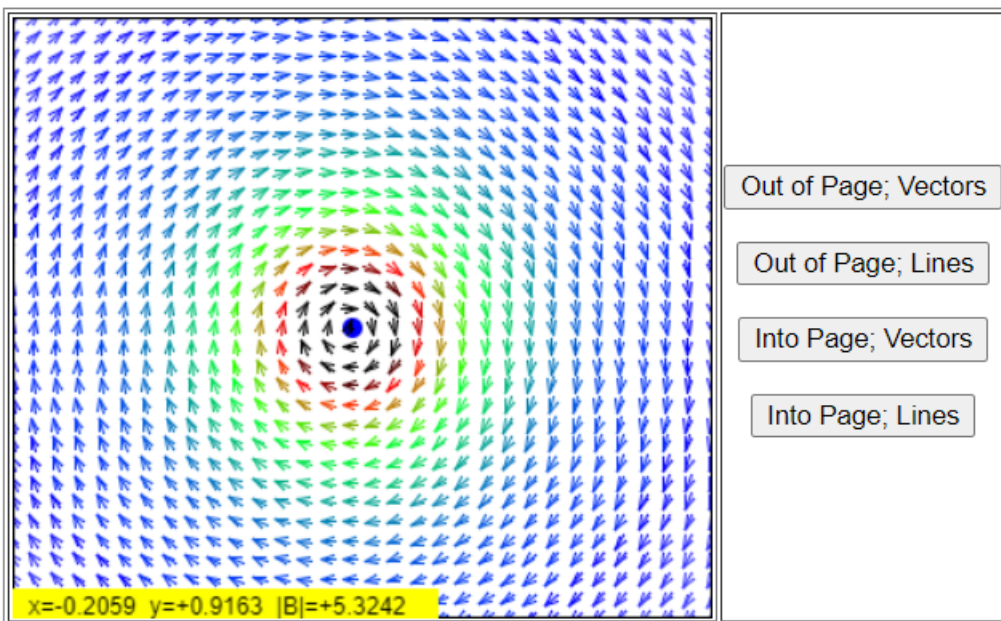 Out of Page; Vectors
Out of Page; Lines
Into Page; Vectors
Into Page; Lines
x=-0.2059 y=+0.9163 |B|=+5.3242